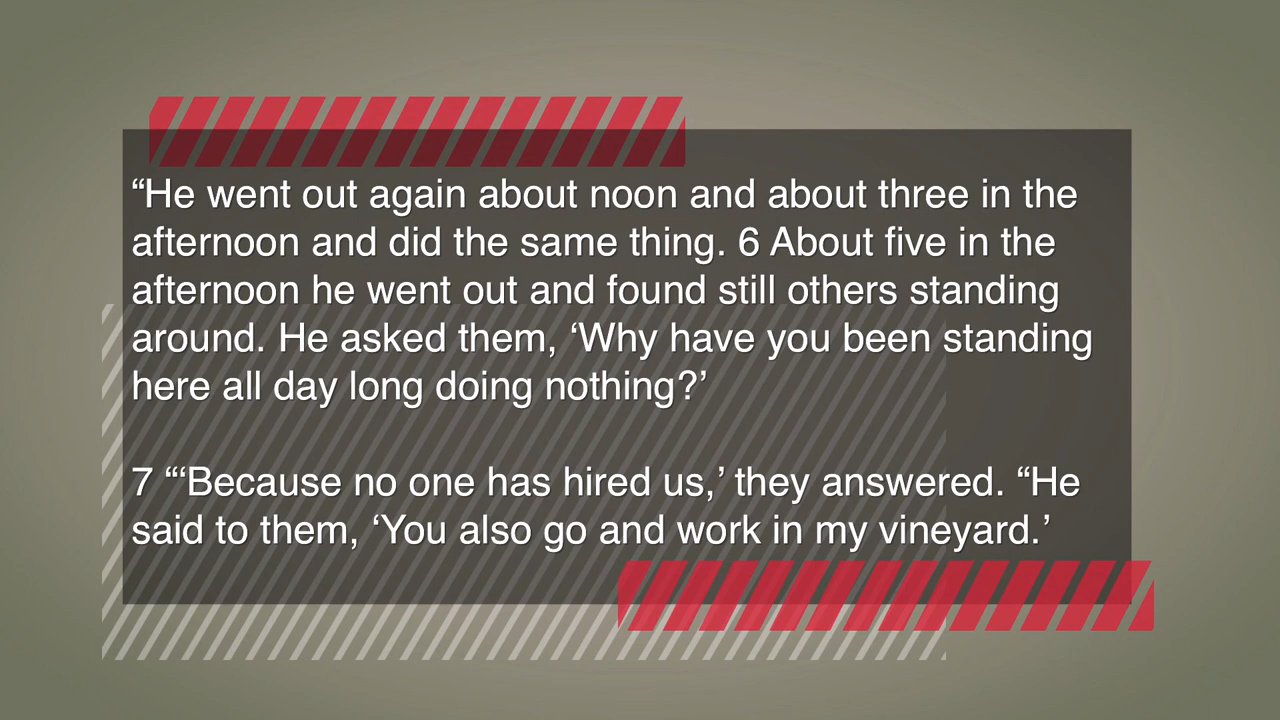 “He went out again about noon and about three in the
afternoon and did the same thing. 6 About five in the
afternoon he went out and found still others standing
around. He asked them, ‘Why have you been standing
here all day long doing nothing?’
7 “‘Because no one has hired us,’ they answered. “He
said to them, ‘You also go and work in my vineyard.’